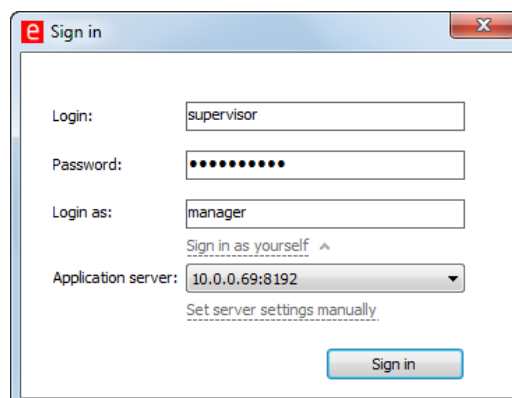 e Sign in
Login: supervisor
Password: ••••••••••
Login as: manager
Sign in as yourself
Application server: 10.0.0.69:8192
Set server settings manually
Sign in